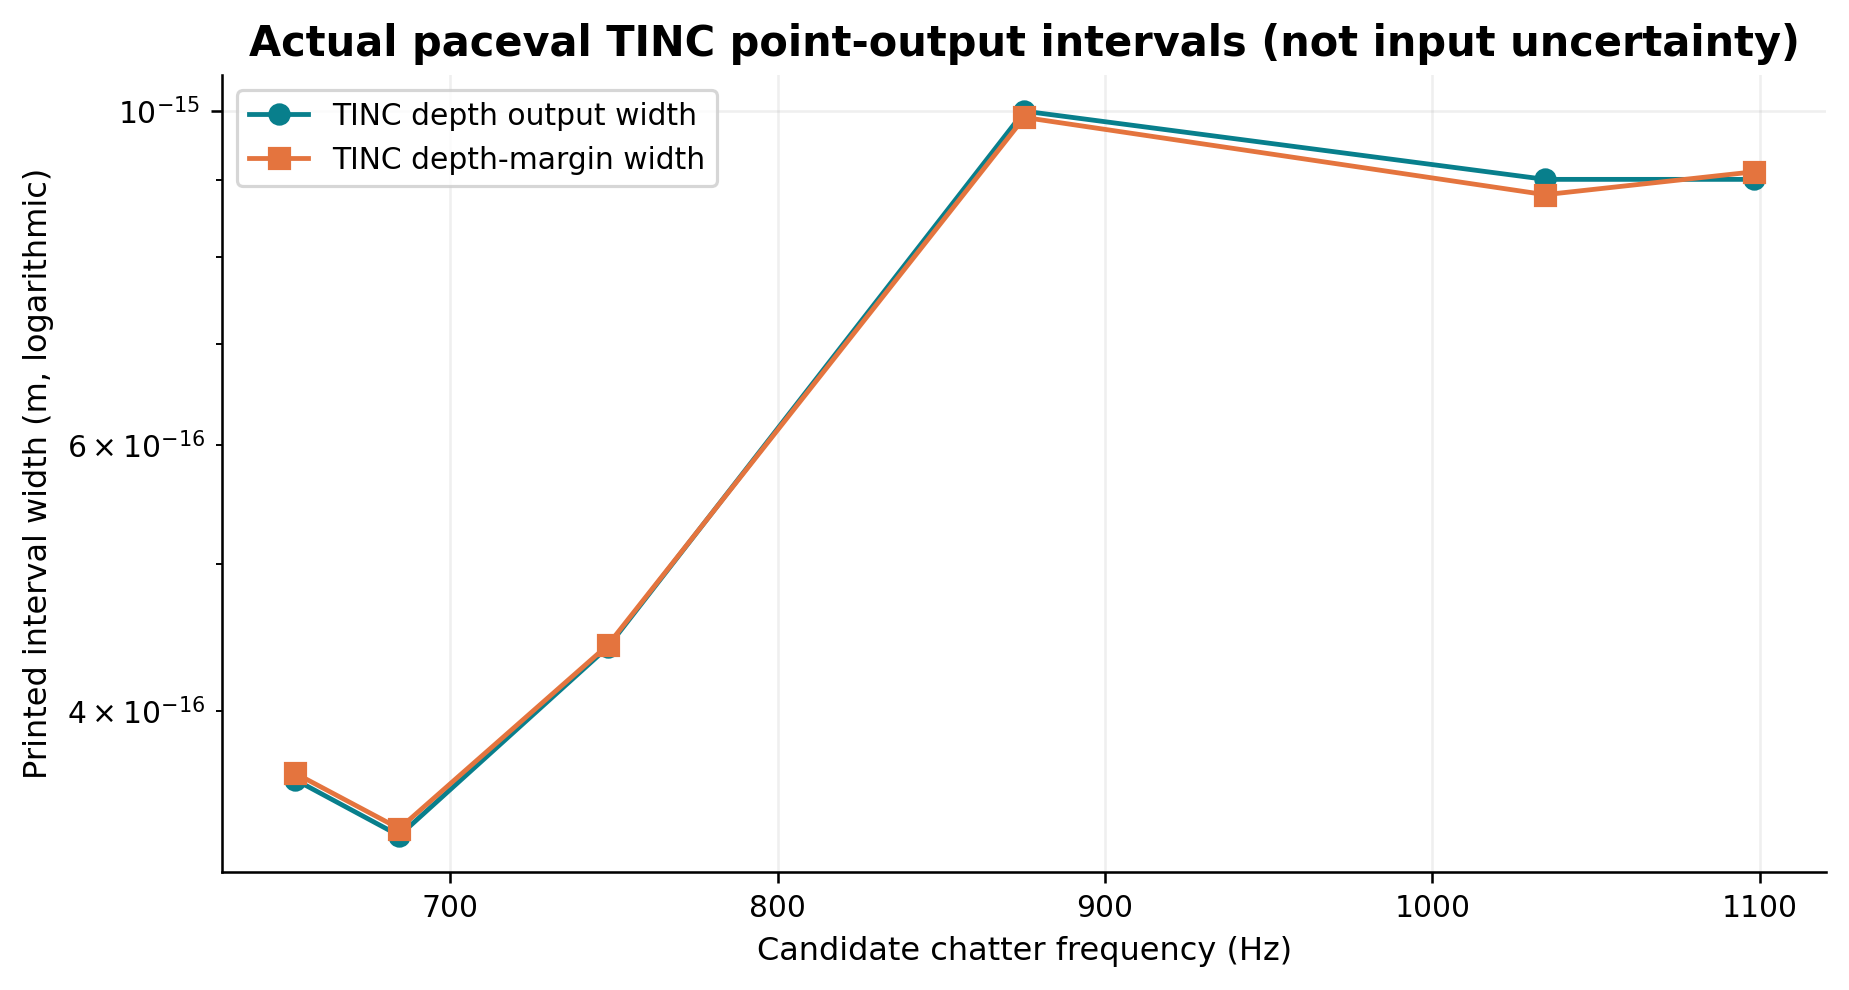 Actual paceval TINC point-output intervals (not input uncertainty)
TINC depth output width
TINC depth-margin width
Printed interval width (m, logarithmic)
10⁻¹⁵
6 × 10⁻¹⁶
4 × 10⁻¹⁶
700 800 900 1000 1100
Candidate chatter frequency (Hz)